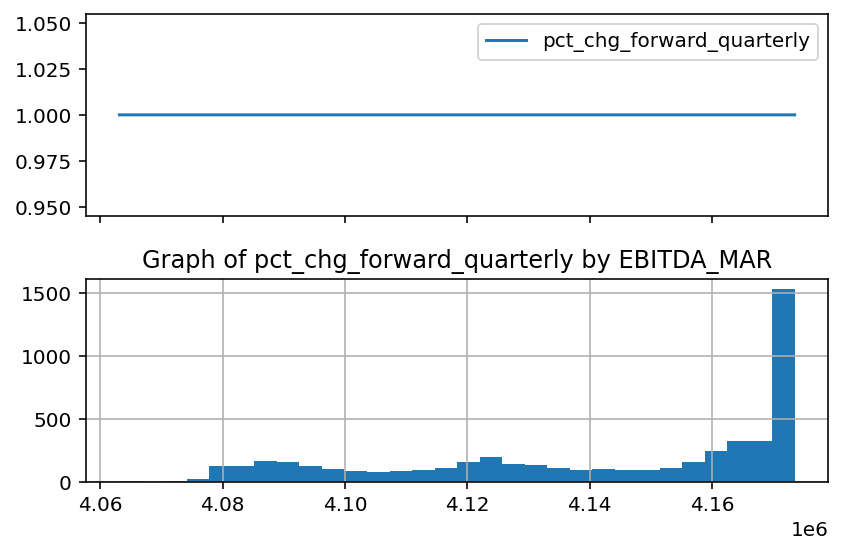 1.050
pct_chg_forward_quarterly
1.025
1.000
0.975
0.950
Graph of pct_chg_forward_quarterly by EBITDA_MAR
1500
1000
500
0
4.06 4.08 4.10 4.12 4.14 4.16
1e6